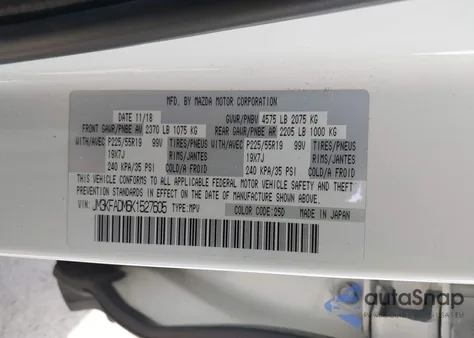 MFD. BY MAZDA MOTOR CORPORATION
DATE 11/18 GVWR/PNBV 4575 LB 2075 KG
FRONT GAWR/PNBE AV 2370 LB 1075 KG REAR GAWR/PNBE AR 2205 LB 1000 KG
WITH/AVEC P225/55R19 99V TIRES/PNEUS WITH/AVEC P225/55R19 99V TIRES/PNEUS
19X7J RIMS/JANTES 19X7J RIMS/JANTES
240 KPA/35 PSI 240 KPA/35 PSI
THIS VEHICLE CONFORMS TO ALL APPLICABLE FEDERAL MOTOR VEHICLE SAFETY AND
THEFT PREVENTION STANDARDS IN EFFECT ON THE DATE OF MANUFACTURE SHOWN ABOVE.
VIN: JM3KFADM6K1527605 TYPE: MPV COLOR CODE:25D MADE IN JAPAN
autoSnap